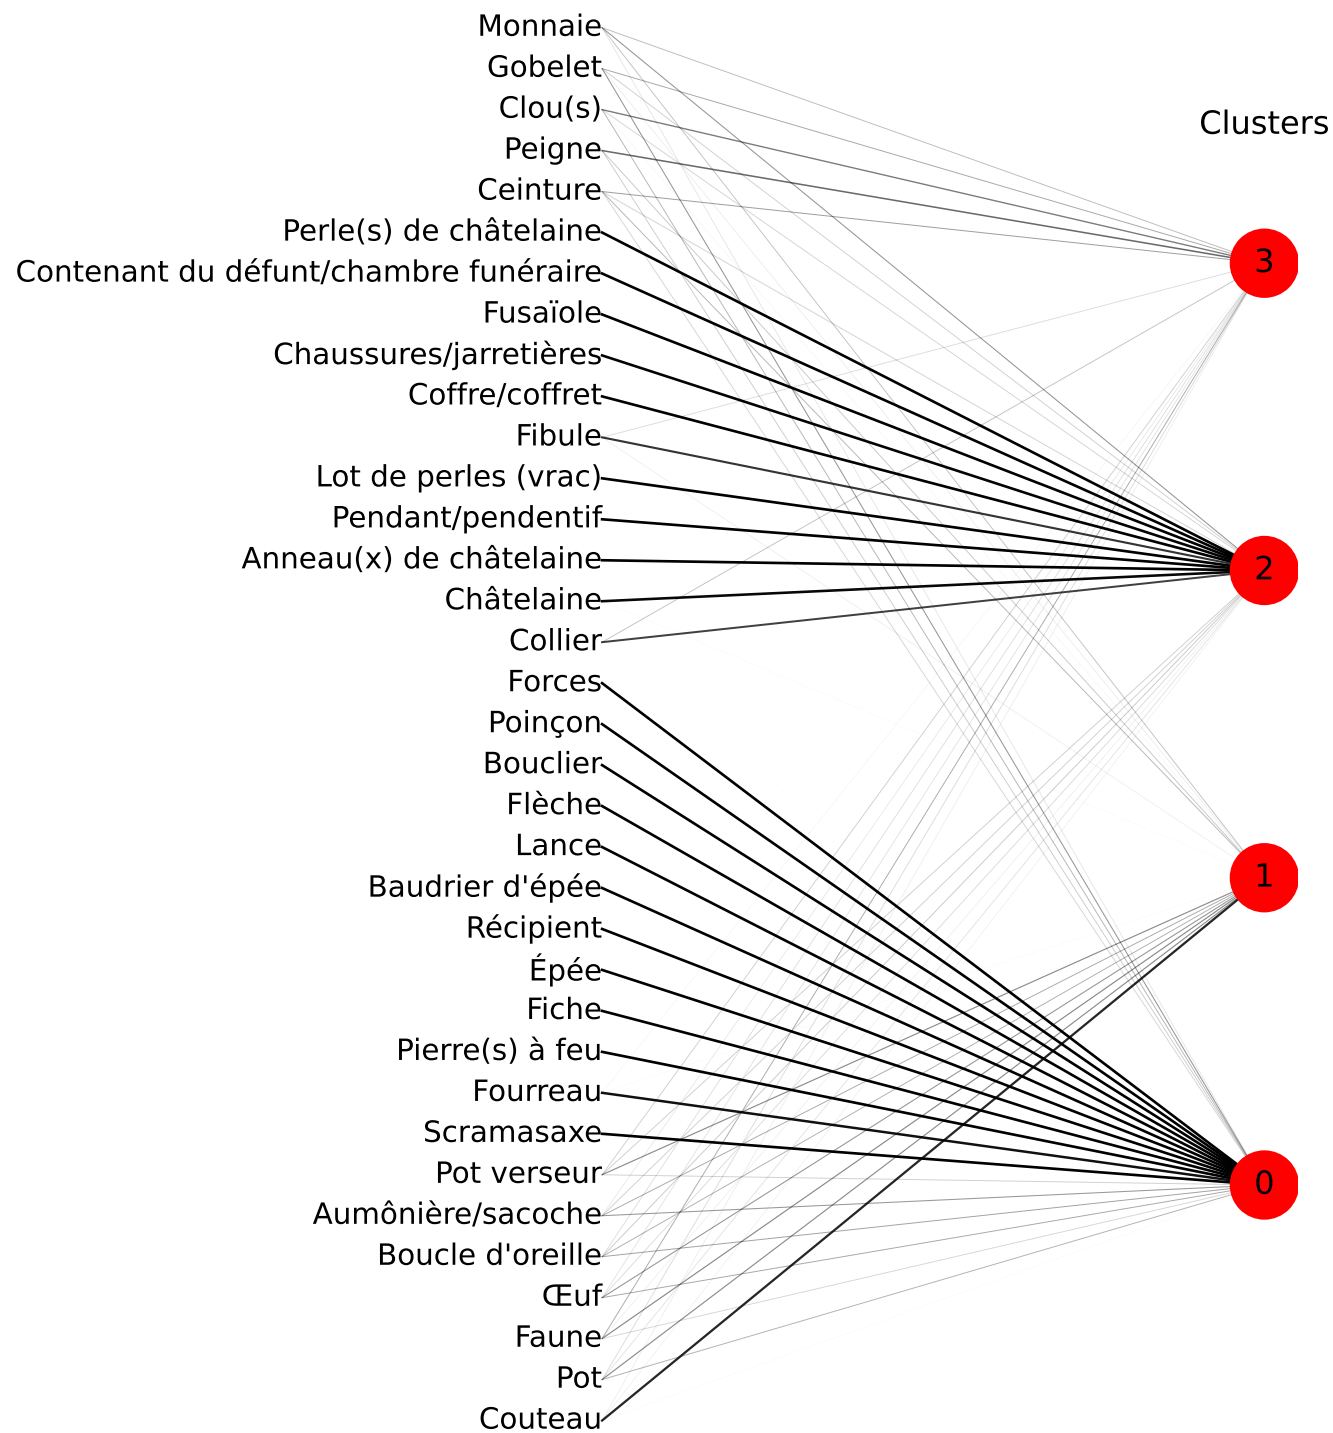 Monnaie
Gobelet
Clou(s)
Clusters
Peigne
Ceinture
Perle(s) de châtelaine
3
Contenant du défunt/chambre funéraire
Fusaïole
Chaussures/jarretières
Coffre/coffret
Fibule
Lot de perles (vrac)
Pendant/pendentif
Anneau(x) de châtelaine
2
Châtelaine
Collier
Forces
Poinçon
Bouclier
Flèche
Lance
Baudrier d'épée
1
Récipient
Épée
Fiche
Pierre(s) à feu
Fourreau
Scramasaxe
Pot verseur
0
Aumônière/sacoche
Boucle d'oreille
Œuf
Faune
Pot
Couteau